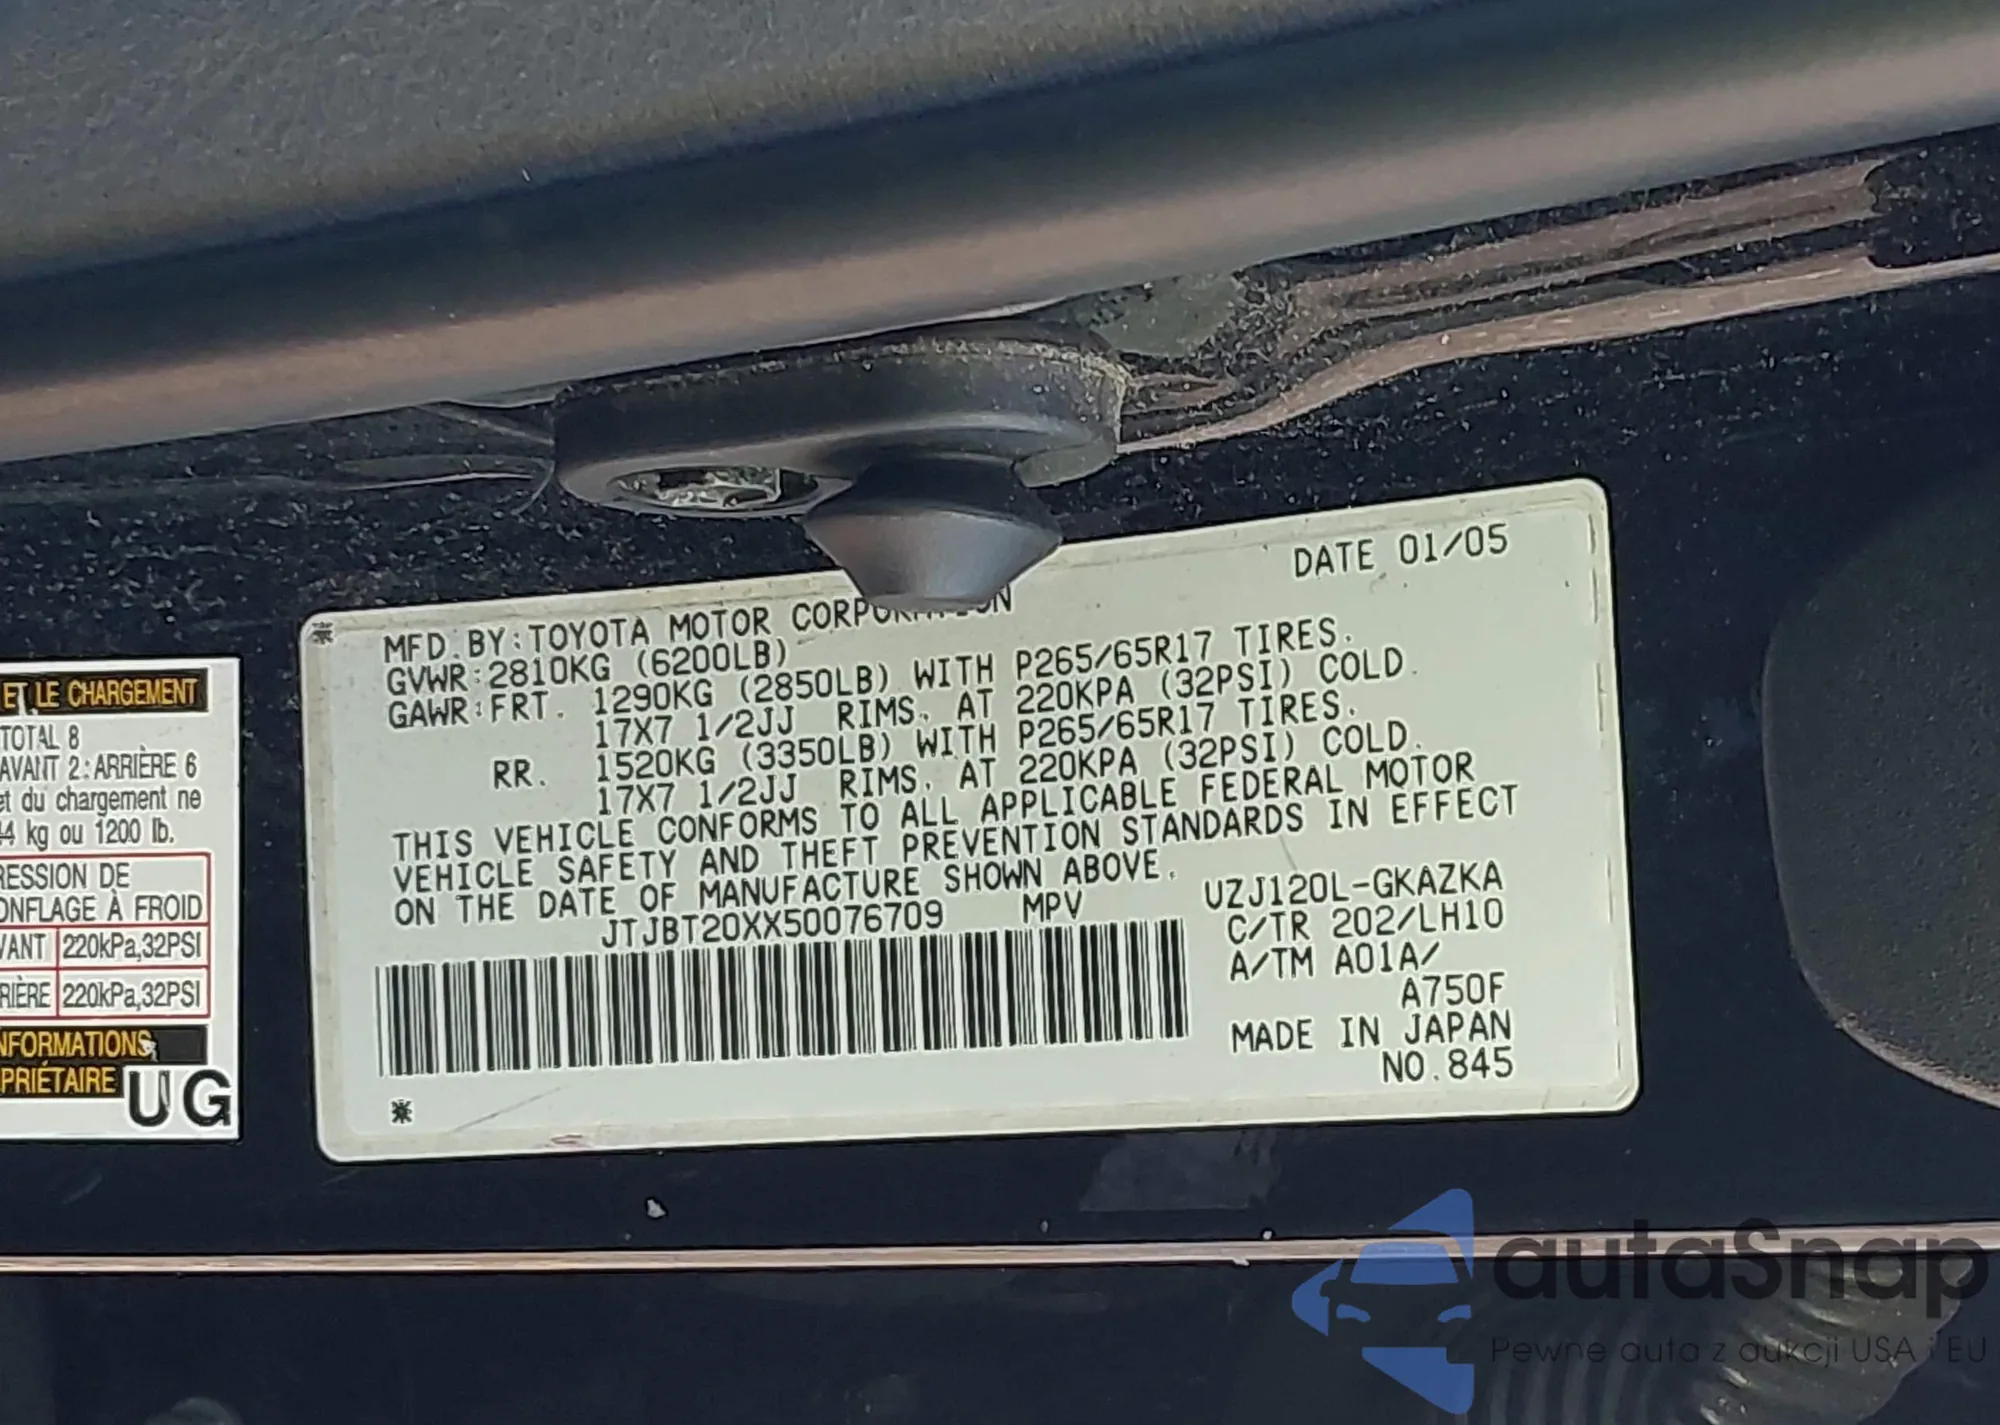 ET LE CHARGEMENT
TOTAL 8
AVANT 2: ARRIÈRE 6
et du chargement ne
kg ou 1200 lb.
RESSION DE
ONFLAGE À FROID
VANT 220kPa,32PSI
RIÈRE 220kPa,32PSI
NFORMATIONS
PRIÉTAIRE
UG
DATE 01/05
MFD. BY: TOYOTA MOTOR CORPORATION
GVWR: 2810KG (6200LB)
GAWR: FRT. 1290KG (2850LB) WITH P265/65R17 TIRES.
17X7 1/2JJ RIMS, AT 220KPA (32PSI) COLD.
RR. 1520KG (3350LB) WITH P265/65R17 TIRES.
17X7 1/2JJ RIMS, AT 220KPA (32PSI) COLD.
THIS VEHICLE CONFORMS TO ALL APPLICABLE FEDERAL MOTOR
VEHICLE SAFETY AND THEFT PREVENTION STANDARDS IN EFFECT
ON THE DATE OF MANUFACTURE SHOWN ABOVE.
JTJBT20XX50076709 MPV
UZJ120L-GKAZKA
C/TR 202/LH10
A/TM A01A/
A750F
MADE IN JAPAN
NO.845
autaSnap
Pewne auta z aukcji USA i EU